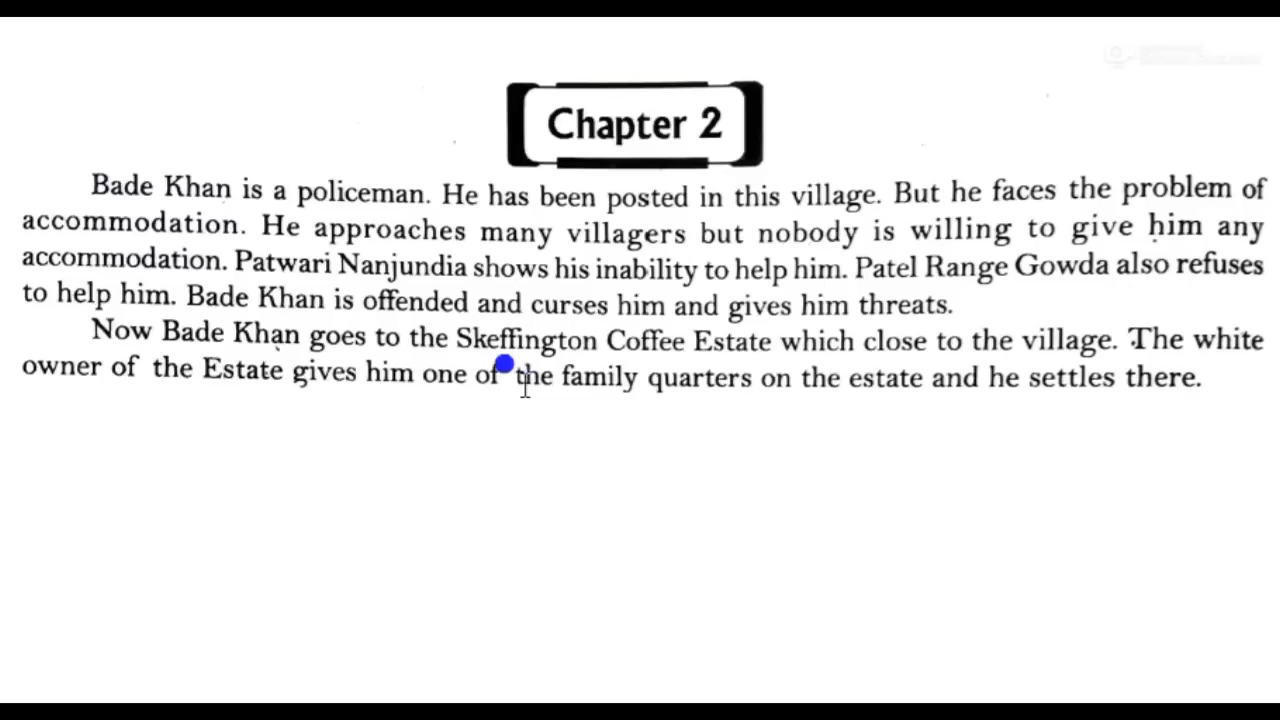 Chapter 2
Bade Khan is a policeman. He has been posted in this village. But he faces the problem of
accommodation. He approaches many villagers but nobody is willing to give him any
accommodation. Patwari Nanjundia shows his inability to help him. Patel Range Gowda also refuses
to help him. Bade Khan is offended and curses him and gives him threats.
Now Bade Khan goes to the Skeffington Coffee Estate which close to the village. The white
owner of the Estate gives him one of the family quarters on the estate and he settles there.